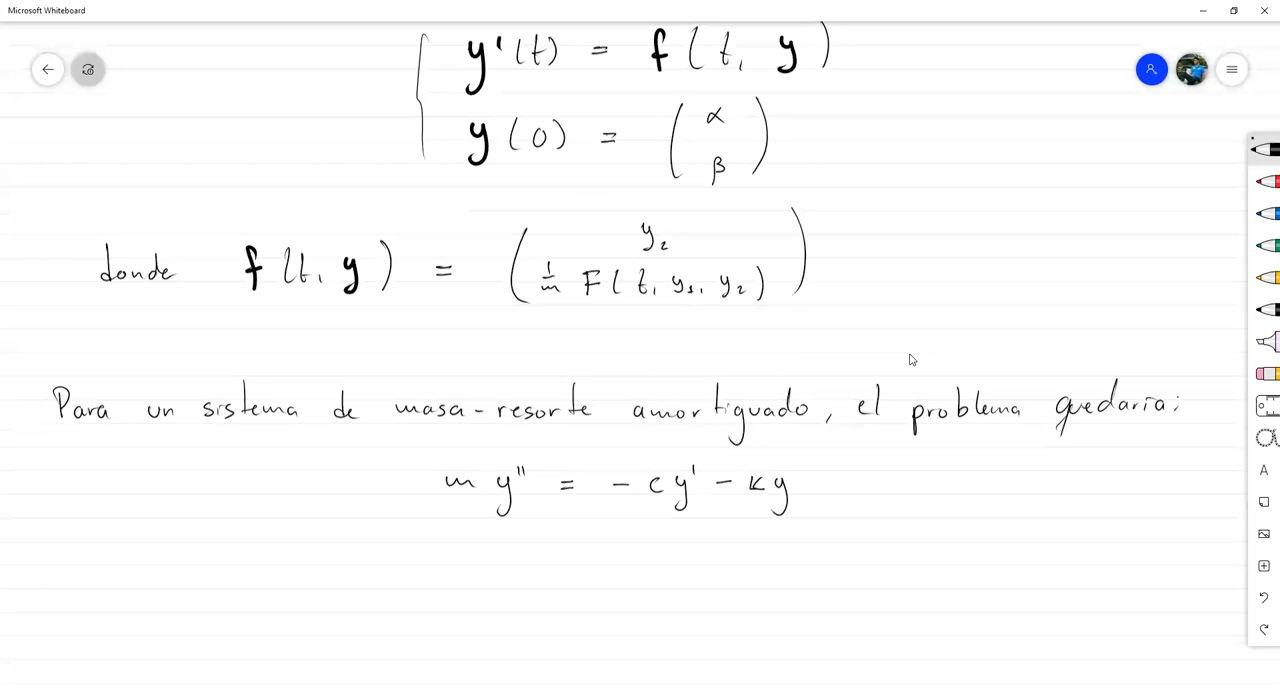 Microsoft Whiteboard
y'(t) = f(t, y)
y(0) = (α
β)
donde f(t, y) = (y₂
1/m F(t, y₁, y₂))
Para un sistema de masa-resorte amortiguado, el problema quedaría:
m y'' = - c y' - k y